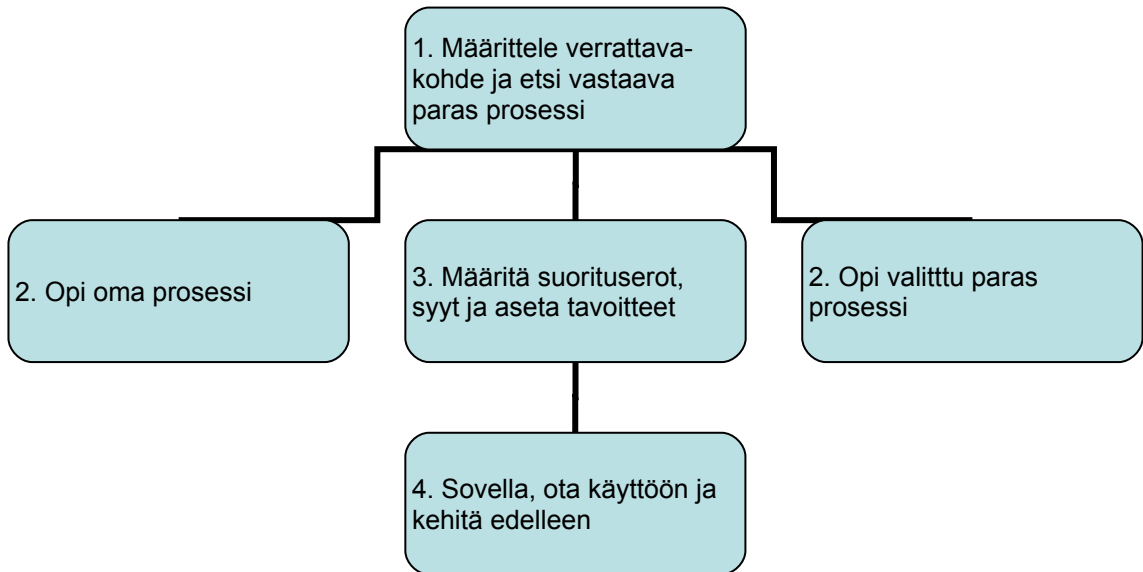 1. Määrittele verrattava-
kohde ja etsi vastaava
paras prosessi
2. Opi oma prosessi
3. Määritä suorituserot,
syyt ja aseta tavoitteet
2. Opi valitttu paras
prosessi
4. Sovella, ota käyttöön ja
kehitä edelleen